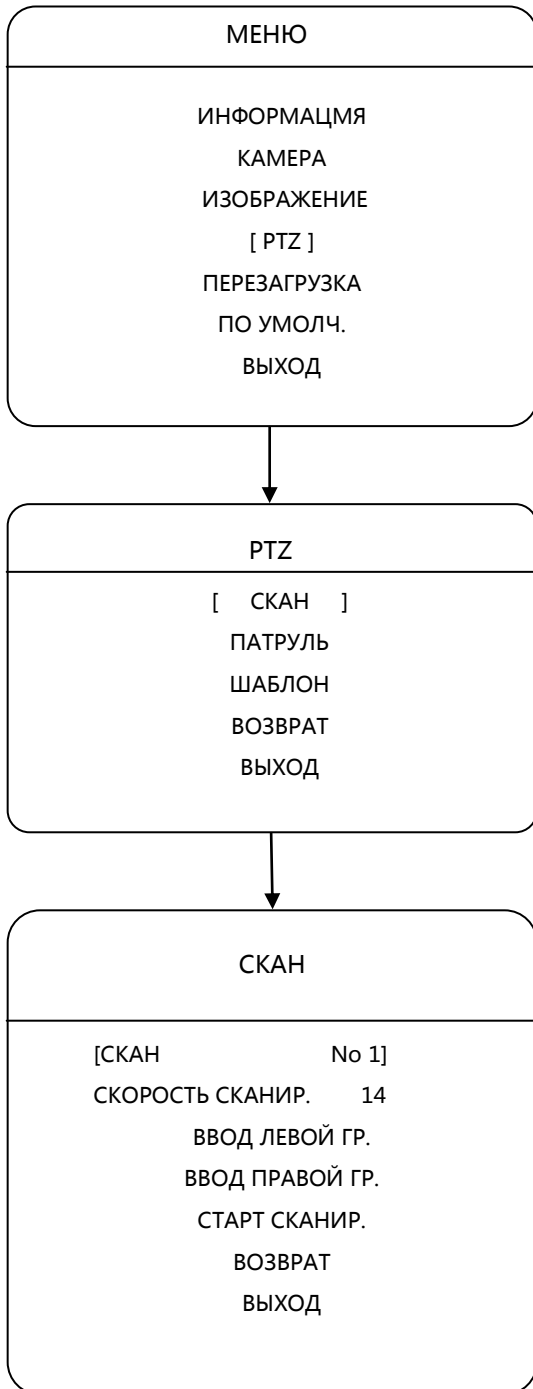 МЕНЮ
ИНФОРМАЦМЯ
КАМЕРА
ИЗОБРАЖЕНИЕ
[ PTZ ]
ПЕРЕЗАГРУЗКА
ПО УМОЛЧ.
ВЫХОД
PTZ
[ СКАН ]
ПАТРУЛЬ
ШАБЛОН
ВОЗВРАТ
ВЫХОД
СКАН
[СКАН No 1]
СКОРОСТЬ СКАНИР. 14
ВВОД ЛЕВОЙ ГР.
ВВОД ПРАВОЙ ГР.
СТАРТ СКАНИР.
ВОЗВРАТ
ВЫХОД